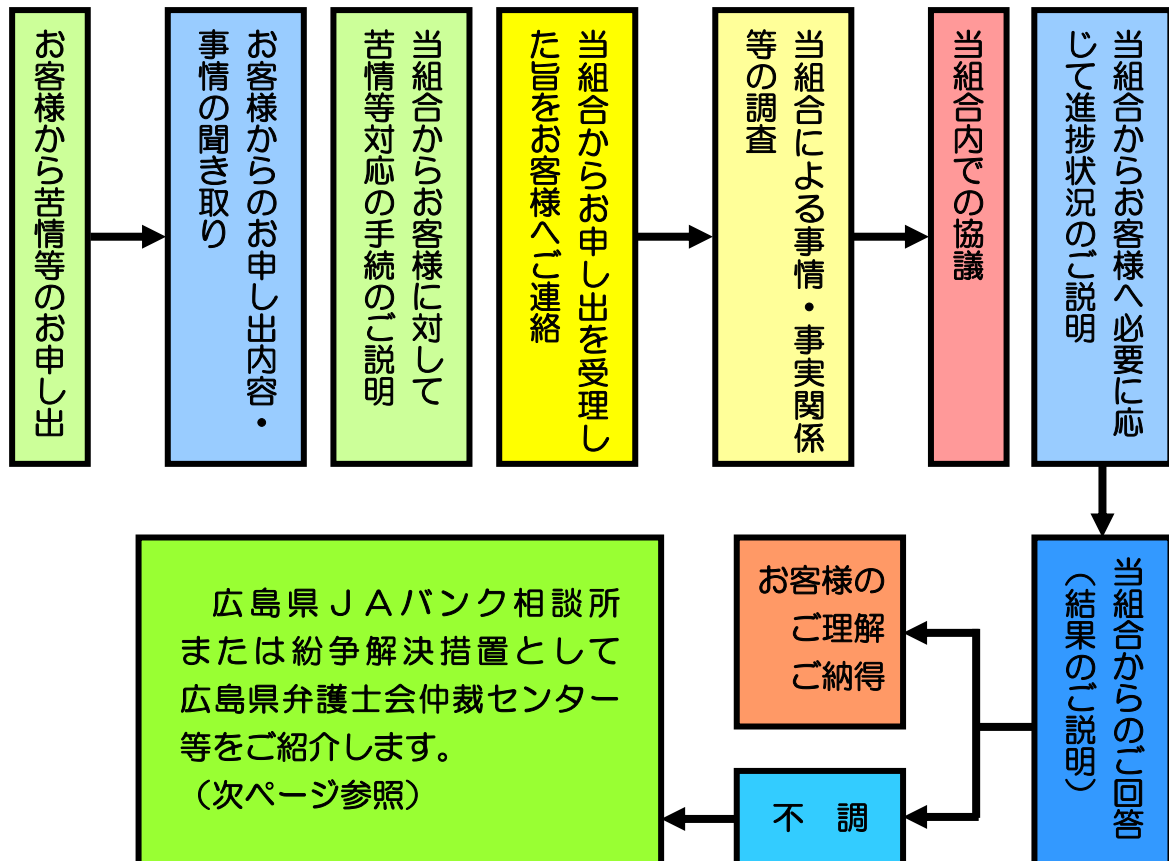 お客様から苦情等のお申し出
お客様からのお申し出内容・
事情の聞き取り
当組合からお客様に対して
苦情等対応の手続のご説明
当組合からお申し出を受理し
た旨をお客様へご連絡
当組合による事情・事実関係
等の調査
当組合内での協議
当組合からお客様へ必要に応
じて進捗状況のご説明
当組合からのご回答
（結果のご説明）
お客様の
ご理解
ご納得
不　調
広島県ＪＡバンク相談所
または紛争解決措置として
広島県弁護士会仲裁センター
等をご紹介します。
（次ページ参照）